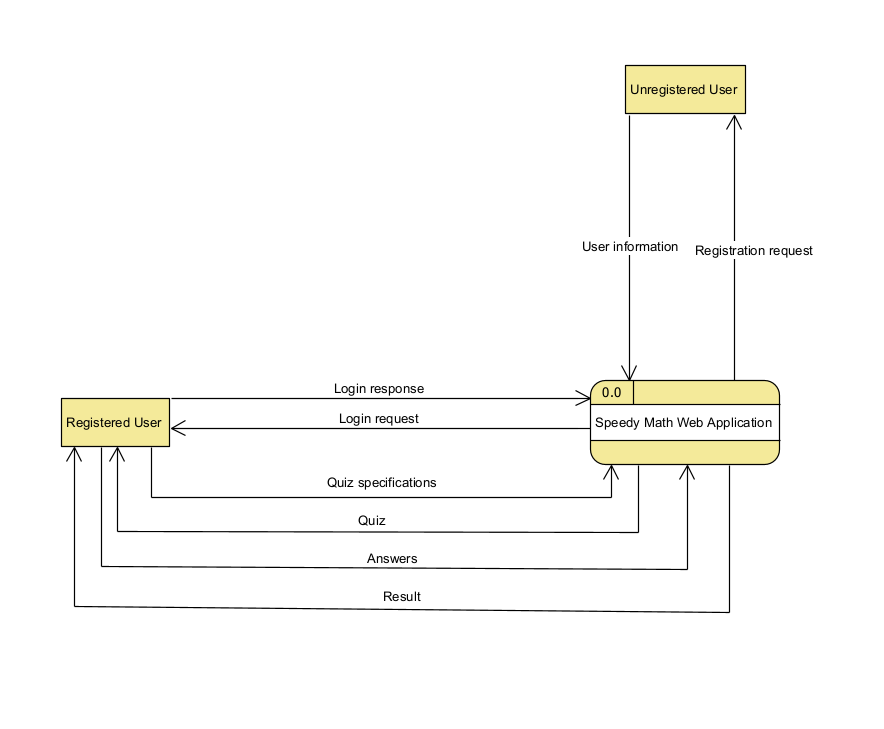 Unregistered User
User information
Registration request
Login response
0.0
Registered User
Login request
Speedy Math Web Application
Quiz specifications
Quiz
Answers
Result